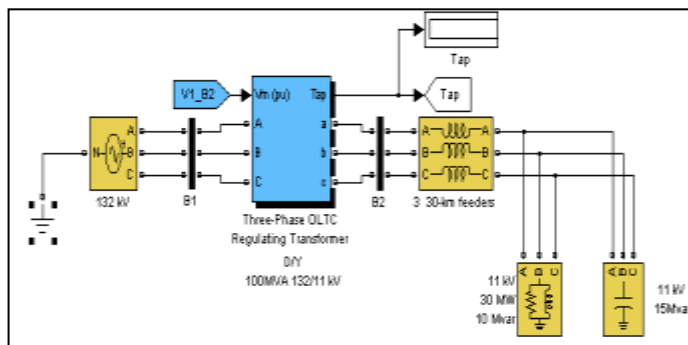 Tap
V1_B2
Vm (pu) Tap
Tap
A
B
C
a
b
c
N
A
B
C
A
B
C
A
B
C
132 kV
B1
B2
3 30-km feeders
Three-Phase OLTC
Regulating Transformer
D/Y
100MVA 132/11 kV
A B C
A B C
11 kV
30 MW
10 Mvar
11 kV
15Mvar